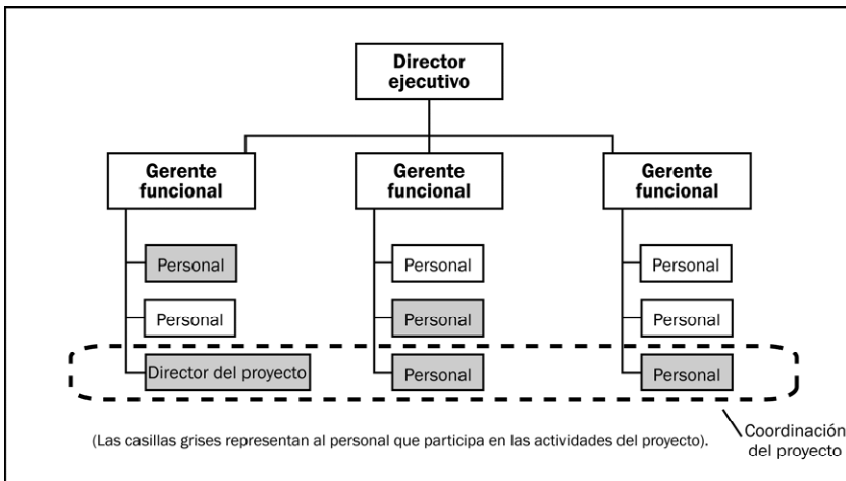 Director
ejecutivo
Gerente
funcional
Gerente
funcional
Gerente
funcional
Personal
Personal
Personal
Personal
Personal
Personal
Director del proyecto
Personal
Personal
(Las casillas grises representan al personal que participa en las actividades del proyecto).
Coordinación
del proyecto